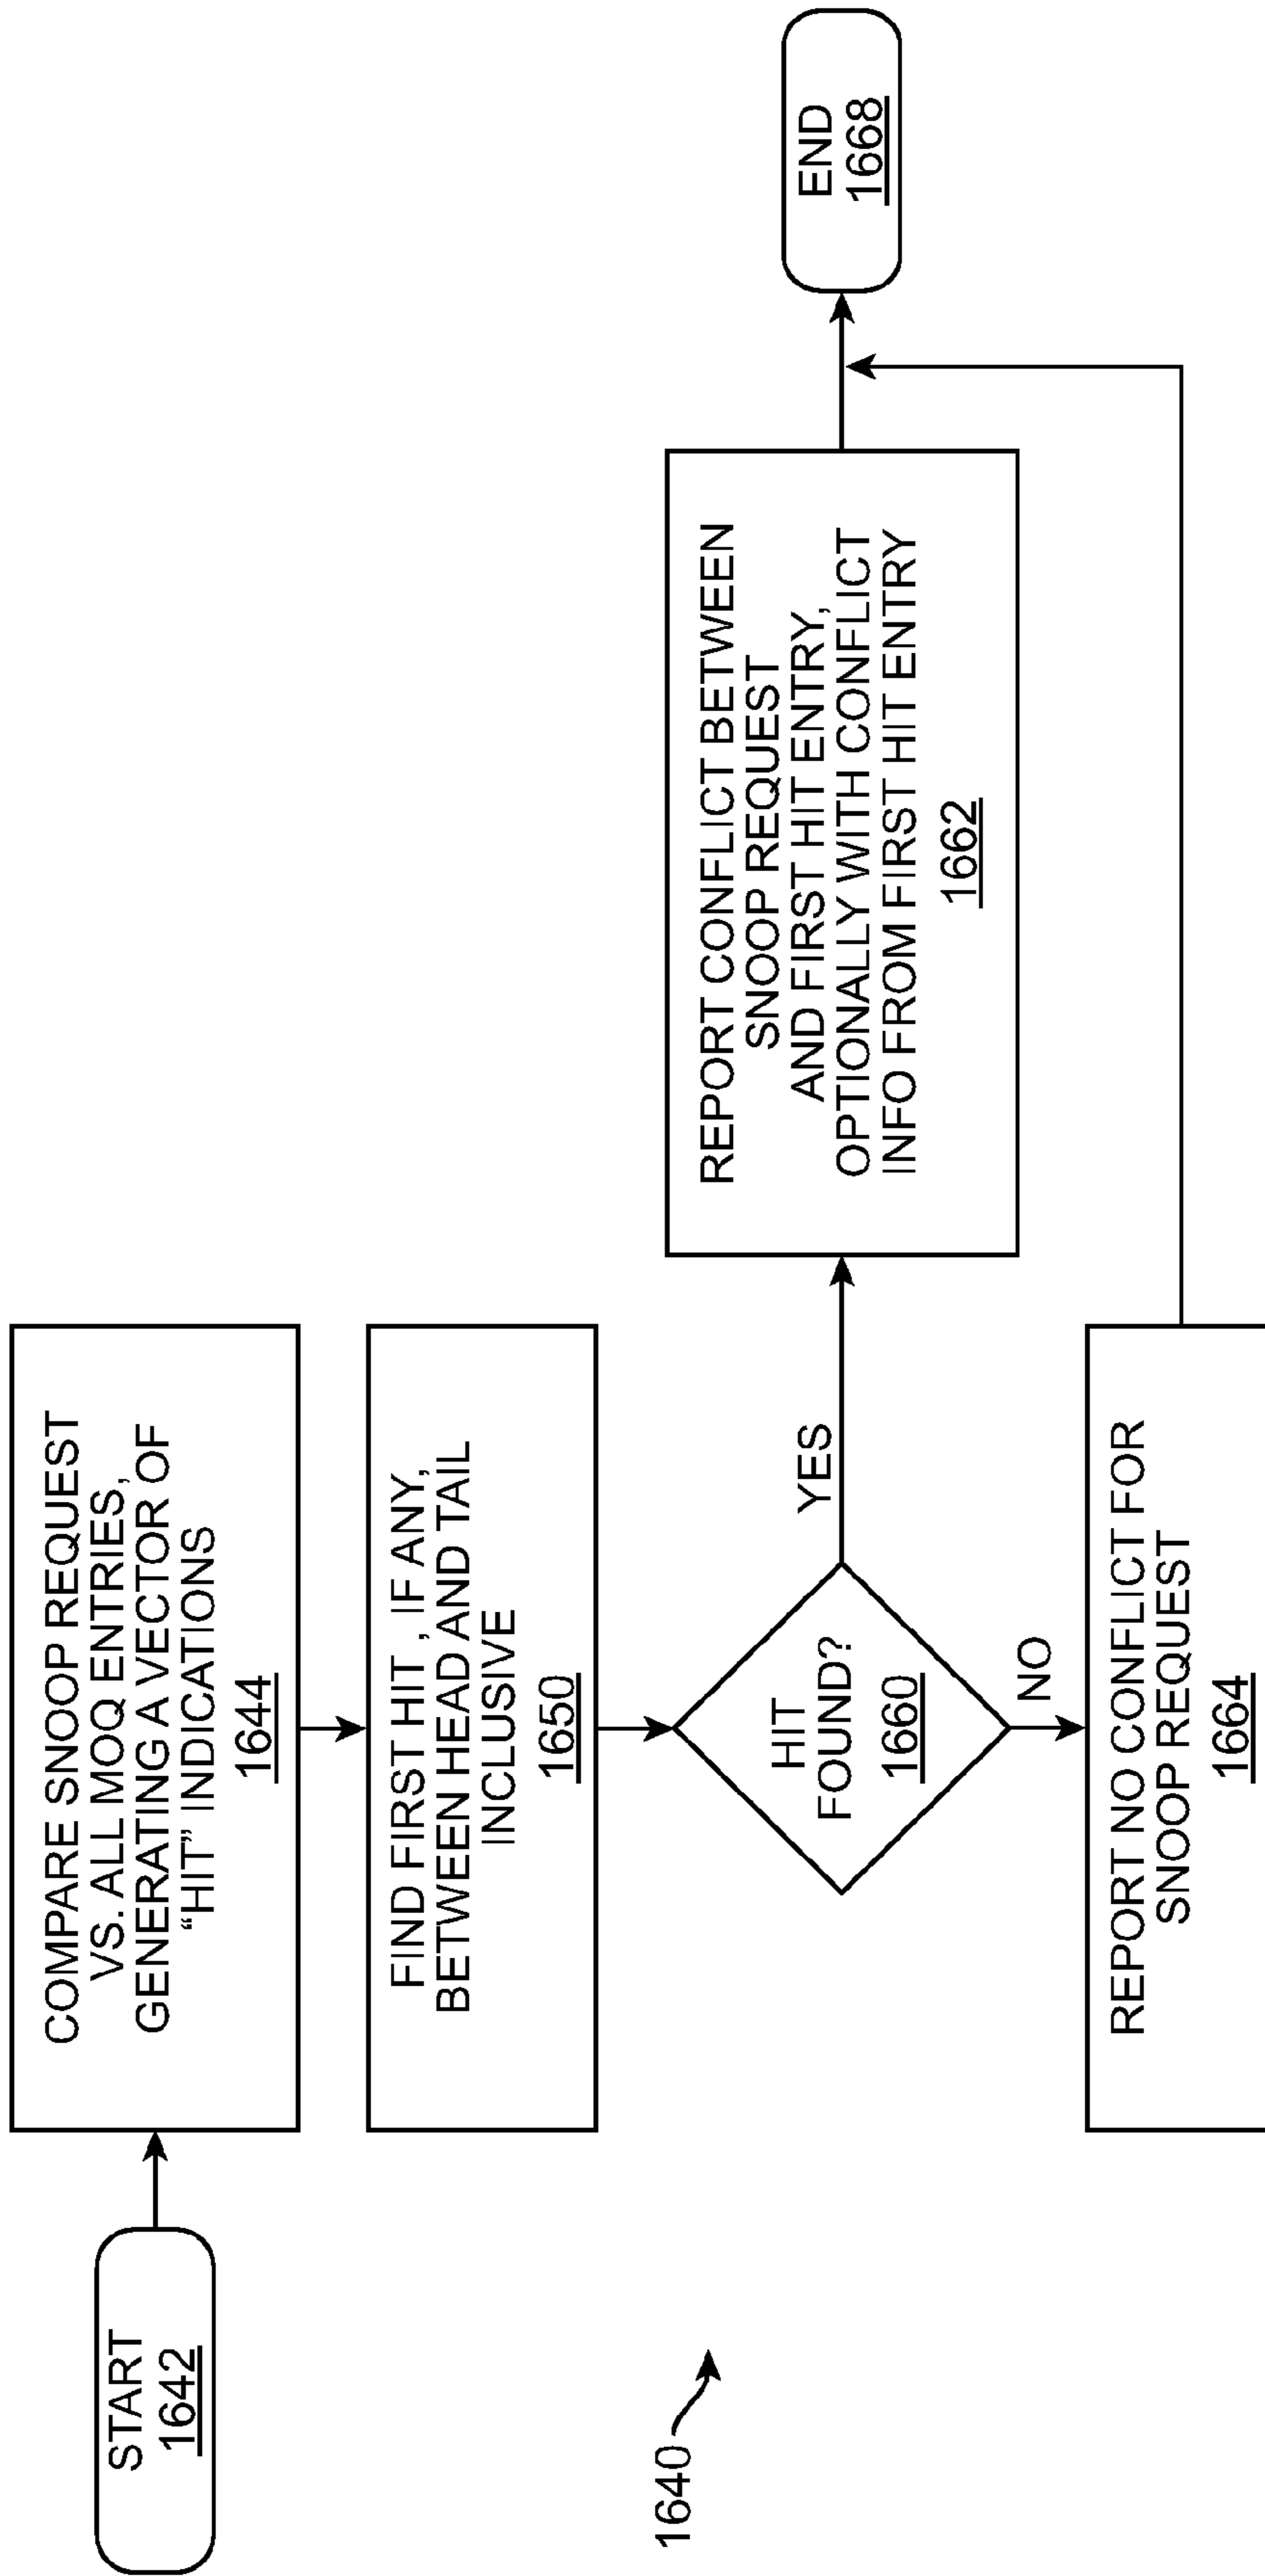 START
1642
COMPARE SNOOP REQUEST
VS. ALL MOQ ENTRIES,
GENERATING A VECTOR OF
“HIT” INDICATIONS
1644
FIND FIRST HIT , IF ANY,
BETWEEN HEAD AND TAIL
INCLUSIVE
1650
HIT
FOUND?
1660
YES
NO
REPORT CONFLICT BETWEEN
SNOOP REQUEST
AND FIRST HIT ENTRY,
OPTIONALLY WITH CONFLICT
INFO FROM FIRST HIT ENTRY
1662
REPORT NO CONFLICT FOR
SNOOP REQUEST
1664
END
1668
1640